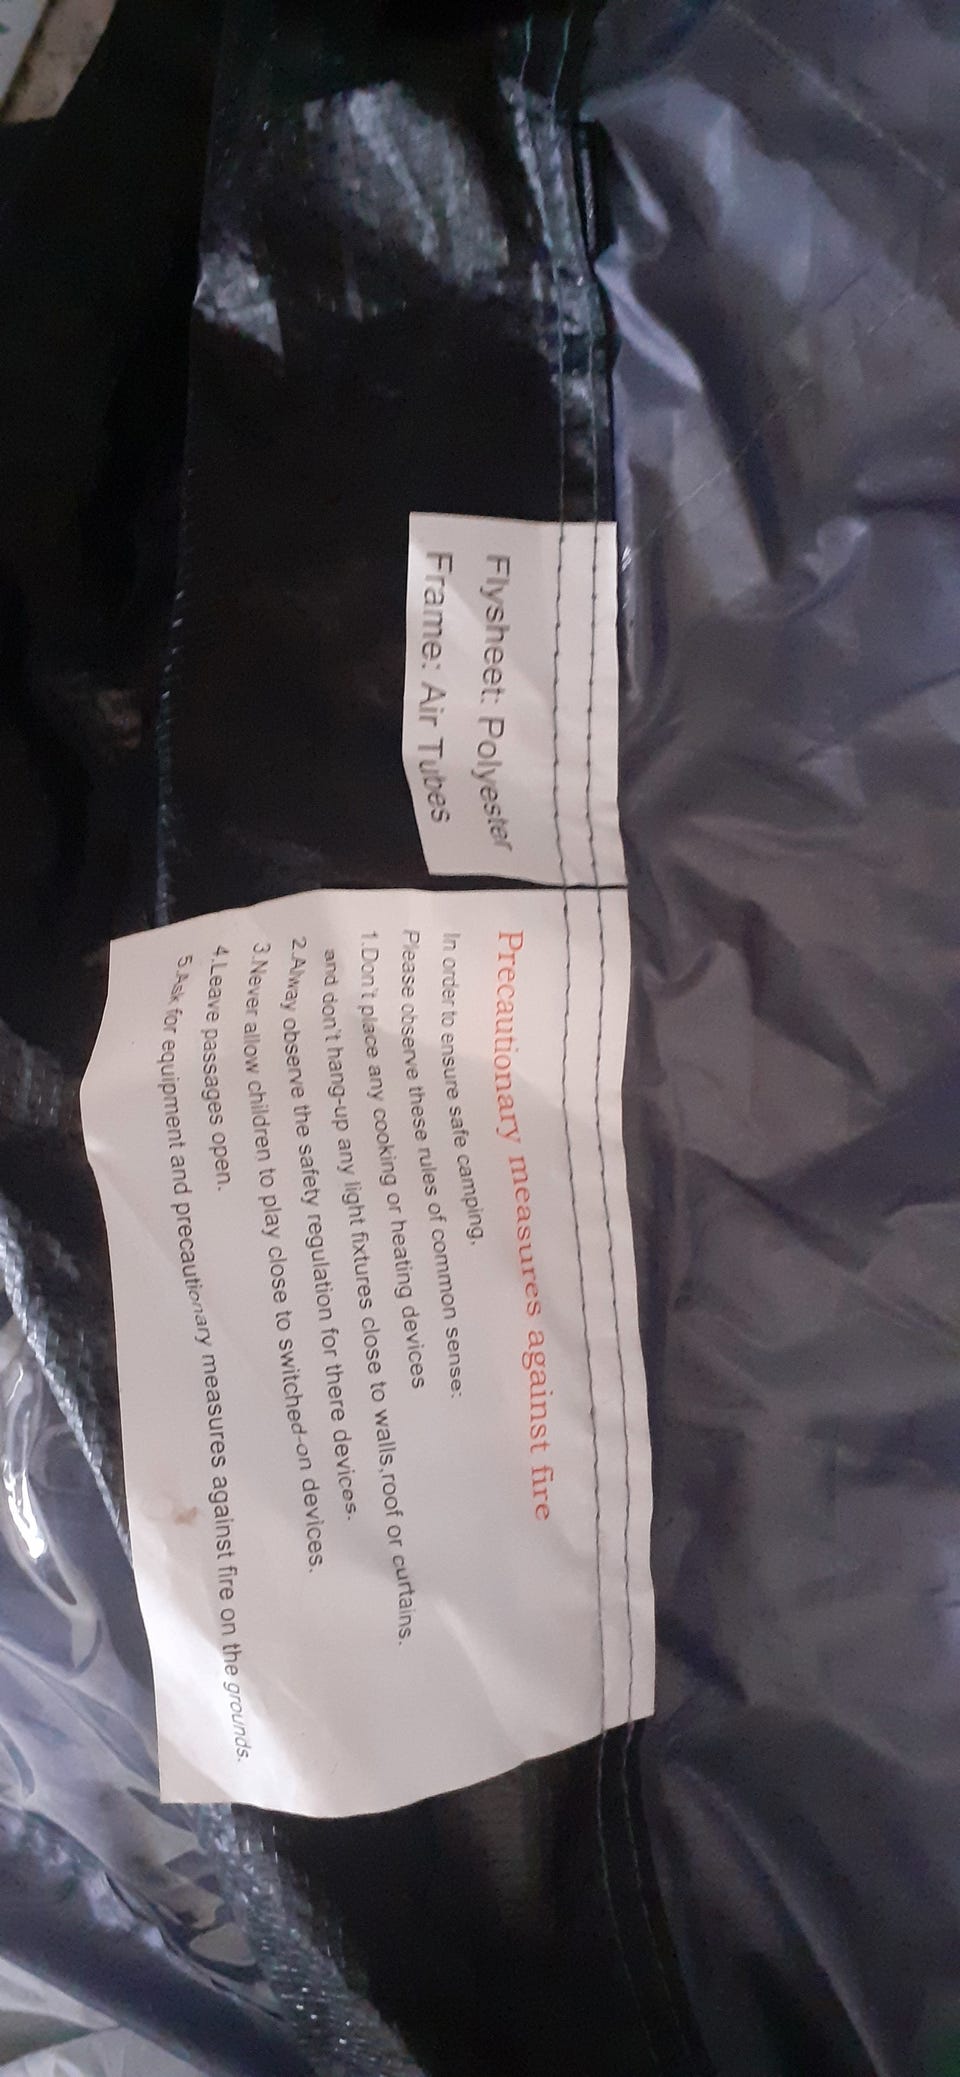 Flysheet: Polyester
Frame: Air Tubes
Precautionary measures against fire
In order to ensure safe camping,
Please observe these rules of common sense:
1.Don't place any cooking or heating devices
and don't hang-up any light fixtures close to walls,roof or curtains.
2.Alway observe the safety regulation for there devices.
3.Never allow children to play close to switched-on devices.
4.Leave passages open.
5.Ask for equipment and precautionary measures against fire on the grounds.